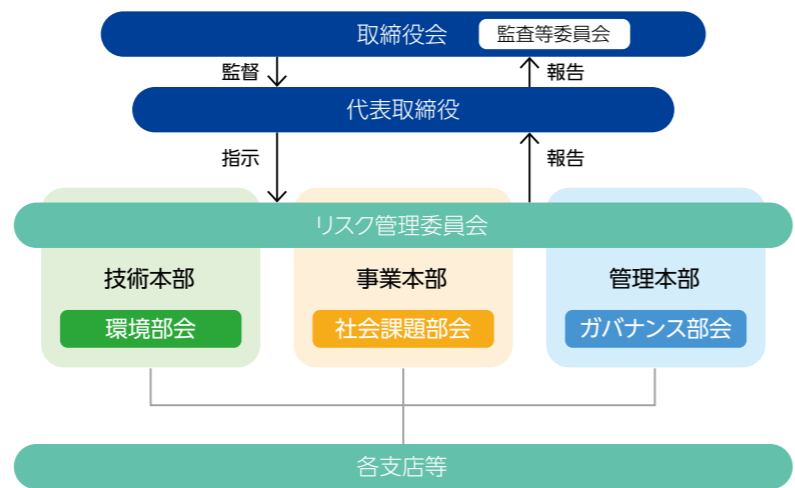 取締役会 監査等委員会
監督 報告
代表取締役
指示 報告
リスク管理委員会
技術本部 事業本部 管理本部
環境部会 社会課題部会 ガバナンス部会
各支店等